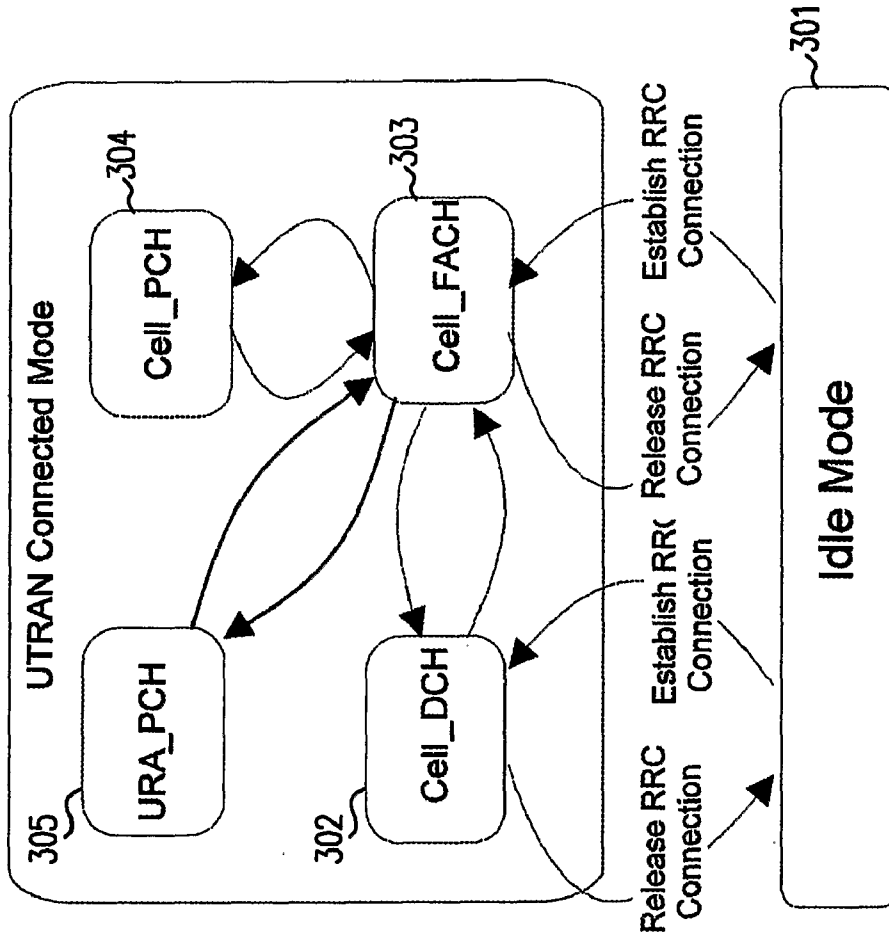 UTRAN Connected Mode
305
URA_PCH
304
Cell_PCH
302
Cell_DCH
303
Cell_FACH
Release RRC
Connection
Establish RR(
Connection
Release RRC
Connection
Establish RRC
Connection
301
Idle Mode